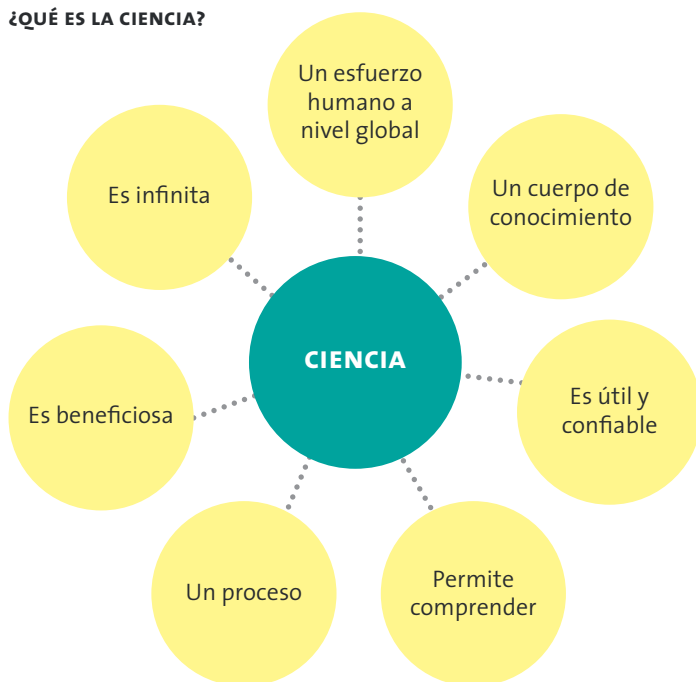 ¿QUÉ ES LA CIENCIA?
Un esfuerzo
humano a
nivel global
Un cuerpo de
conocimiento
Es útil y
confiable
Permite
comprender
Un proceso
Es beneficiosa
Es infinita
CIENCIA